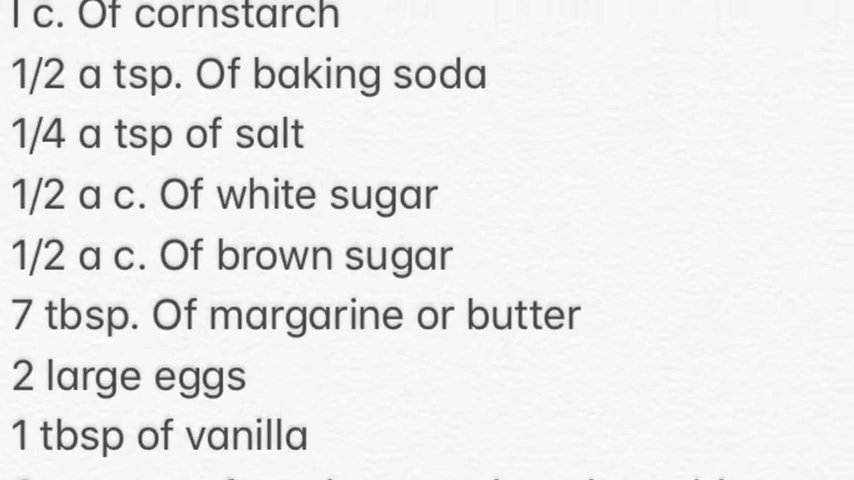 1 c. Of cornstarch
1/2 a tsp. Of baking soda
1/4 a tsp of salt
1/2 a c. Of white sugar
1/2 a c. Of brown sugar
7 tbsp. Of margarine or butter
2 large eggs
1 tbsp of vanilla